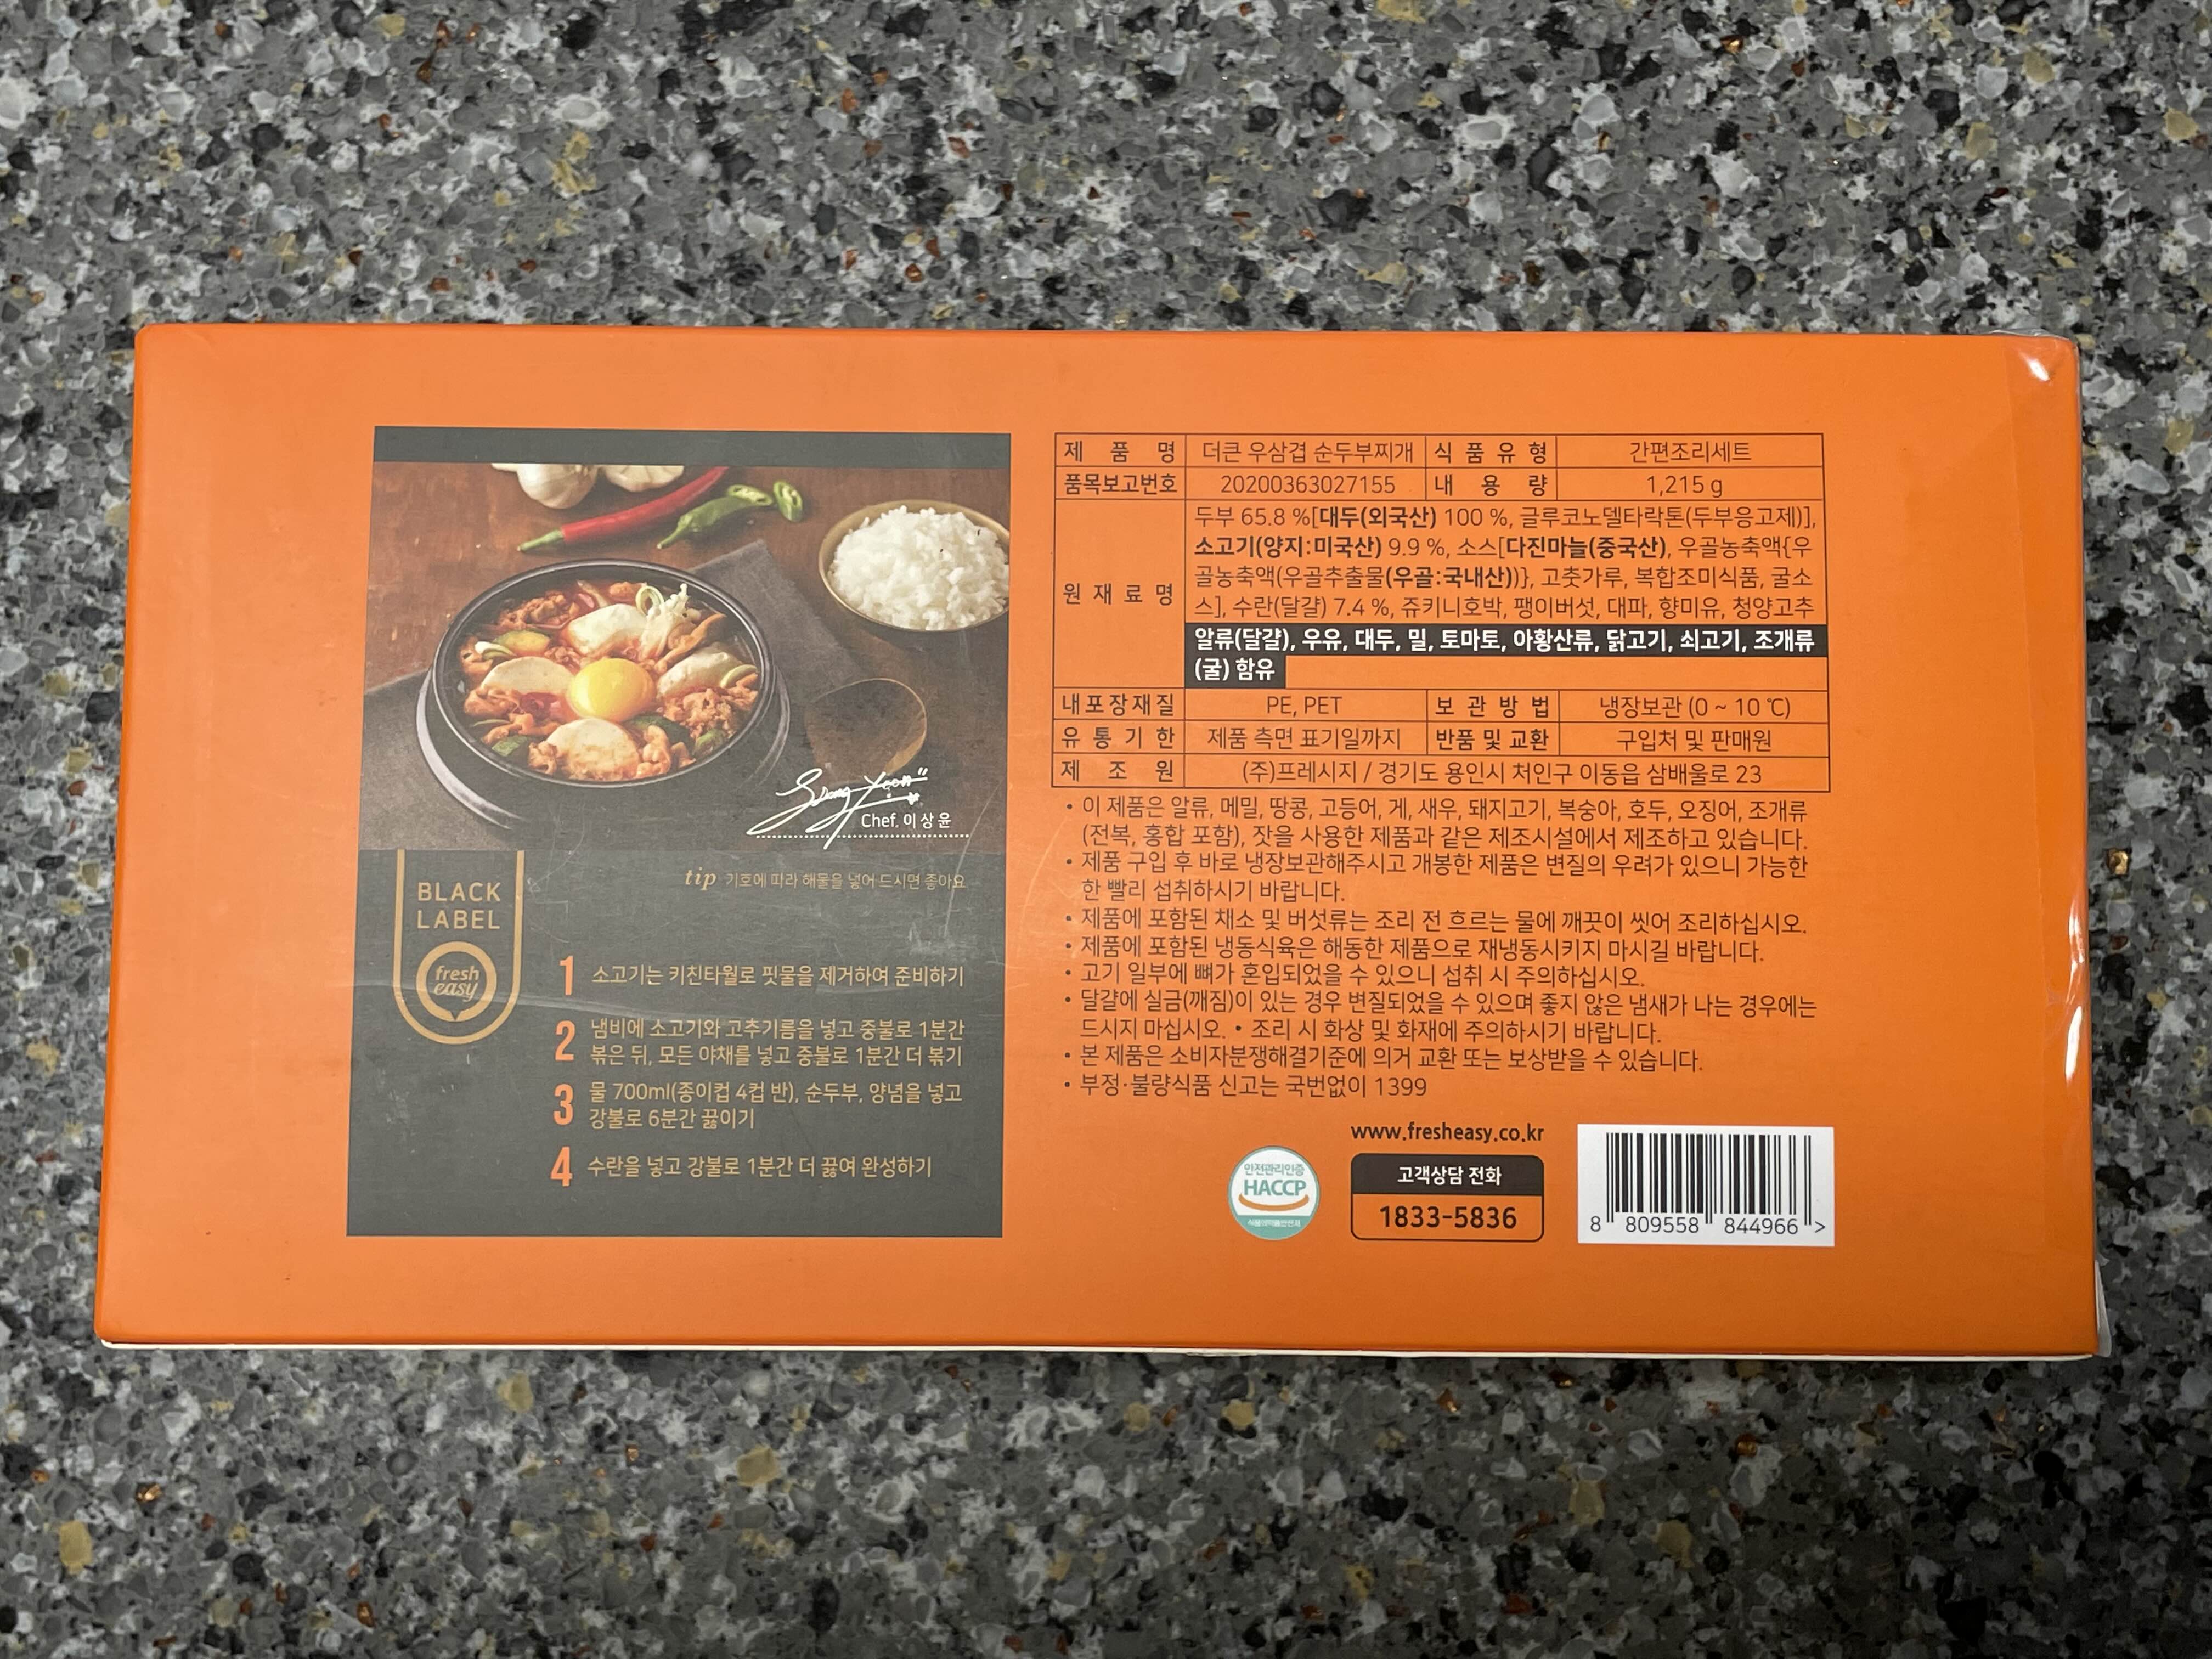 Chef. 이상윤
tip 기호에 따라 해물을 넣어 드시면 좋아요
BLACK
LABEL
fresh
easy
1 소고기는 키친타월로 핏물을 제거하여 준비하기
2 냄비에 소고기와 고추기름을 넣고 중불로 1분간
볶은 뒤, 모든 야채를 넣고 중불로 1분간 더 볶기
3 물 700ml(종이컵 4컵 반), 순두부, 양념을 넣고
강불로 6분간 끓이기
4 수란을 넣고 강불로 1분간 더 끓여 완성하기
제 품 명 더큰 우삼겹 순두부찌개 식 품 유 형 간편조리세트
품목보고번호 20200363027155 내 용 량 1,215 g
원 재 료 명
두부 65.8 %[대두(외국산) 100 %, 글루코노델타락톤(두부응고제)],
소고기(양지:미국산) 9.9 %, 소스[다진마늘(중국산), 우골농축액{우
골농축액(우골추출물(우골:국내산))}, 고춧가루, 복합조미식품, 굴소
스], 수란(달걀) 7.4 %, 쥬키니호박, 팽이버섯, 대파, 향미유, 청양고추
알류(달걀), 우유, 대두, 밀, 토마토, 아황산류, 닭고기, 쇠고기, 조개류
(굴) 함유
내포장재질 PE, PET 보 관 방 법 냉장보관 (0 ~ 10 ℃)
유 통 기 한 제품 측면 표기일까지 반품 및 교환 구입처 및 판매원
제 조 원 (주)프레시지 / 경기도 용인시 처인구 이동읍 삼배울로 23
• 이 제품은 알류, 메밀, 땅콩, 고등어, 게, 새우, 돼지고기, 복숭아, 호두, 오징어, 조개류
(전복, 홍합 포함), 잣을 사용한 제품과 같은 제조시설에서 제조하고 있습니다.
• 제품 구입 후 바로 냉장보관해주시고 개봉한 제품은 변질의 우려가 있으니 가능한
한 빨리 섭취하시기 바랍니다.
• 제품에 포함된 채소 및 버섯류는 조리 전 흐르는 물에 깨끗이 씻어 조리하십시오.
• 제품에 포함된 냉동식육은 해동한 제품으로 재냉동시키지 마시길 바랍니다.
• 고기 일부에 뼈가 혼입되었을 수 있으니 섭취 시 주의하십시오.
• 달걀에 실금(깨짐)이 있는 경우 변질되었을 수 있으며 좋지 않은 냄새가 나는 경우에는
드시지 마십시오. • 조리 시 화상 및 화재에 주의하시기 바랍니다.
• 본 제품은 소비자분쟁해결기준에 의거 교환 또는 보상받을 수 있습니다.
• 부정·불량식품 신고는 국번없이 1399
www.fresheasy.co.kr
안전관리인증
HACCP
고객상담 전화
1833-5836
8 809558 844966 >